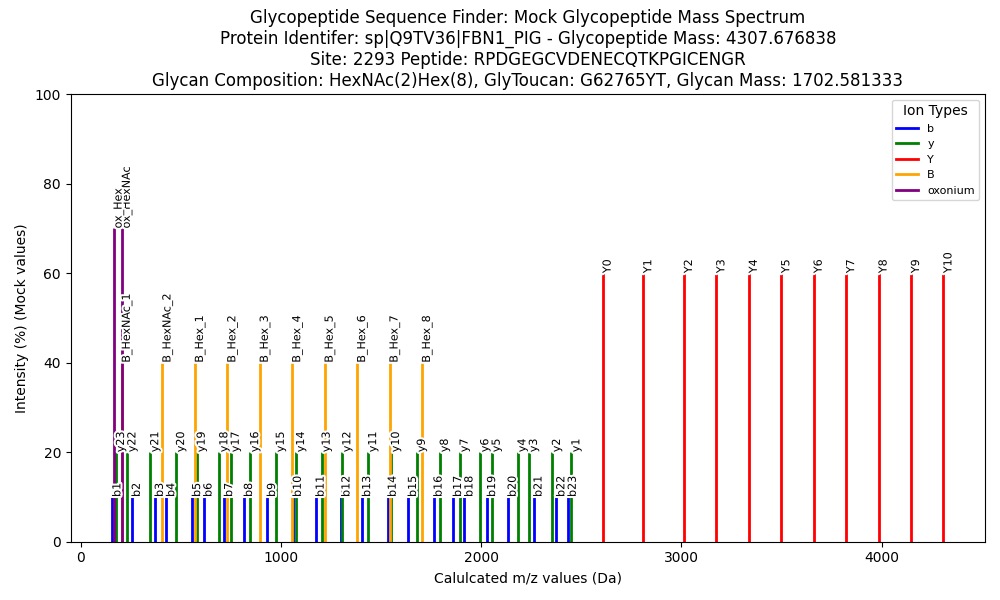 Glycopeptide Sequence Finder: Mock Glycopeptide Mass Spectrum
Protein Identifer: sp|Q9TV36|FBN1_PIG - Glycopeptide Mass: 4307.676838
Site: 2293 Peptide: RPDGEGCVDENECQTKPGICENGR
Glycan Composition: HexNAc(2)Hex(8), GlyToucan: G62765YT, Glycan Mass: 1702.581333
Intensity (%) (Mock values)
100
80
60
40
20
0
Ion Types
b
y
Y
B
oxonium
ox_Hex
ox_HexNAc
Y0
Y1
Y2
Y3
Y4
Y5
Y6
Y7
Y8
Y9
Y10
B_HexNAc_1
B_HexNAc_2
B_Hex_1
B_Hex_2
B_Hex_3
B_Hex_4
B_Hex_5
B_Hex_6
B_Hex_7
B_Hex_8
y23
y22
y21
y20
y19
y18
y17
y16
y15
y14
y13
y12
y11
y10
y9
y8
y7
y6
y5
y4
y3
y2
y1
b1
b2
b3
b4
b5
b6
b7
b8
b9
b10
b11
b12
b13
b14
b15
b16
b17
b18
b19
b20
b21
b22
b23
0
1000
2000
3000
4000
Calulcated m/z values (Da)